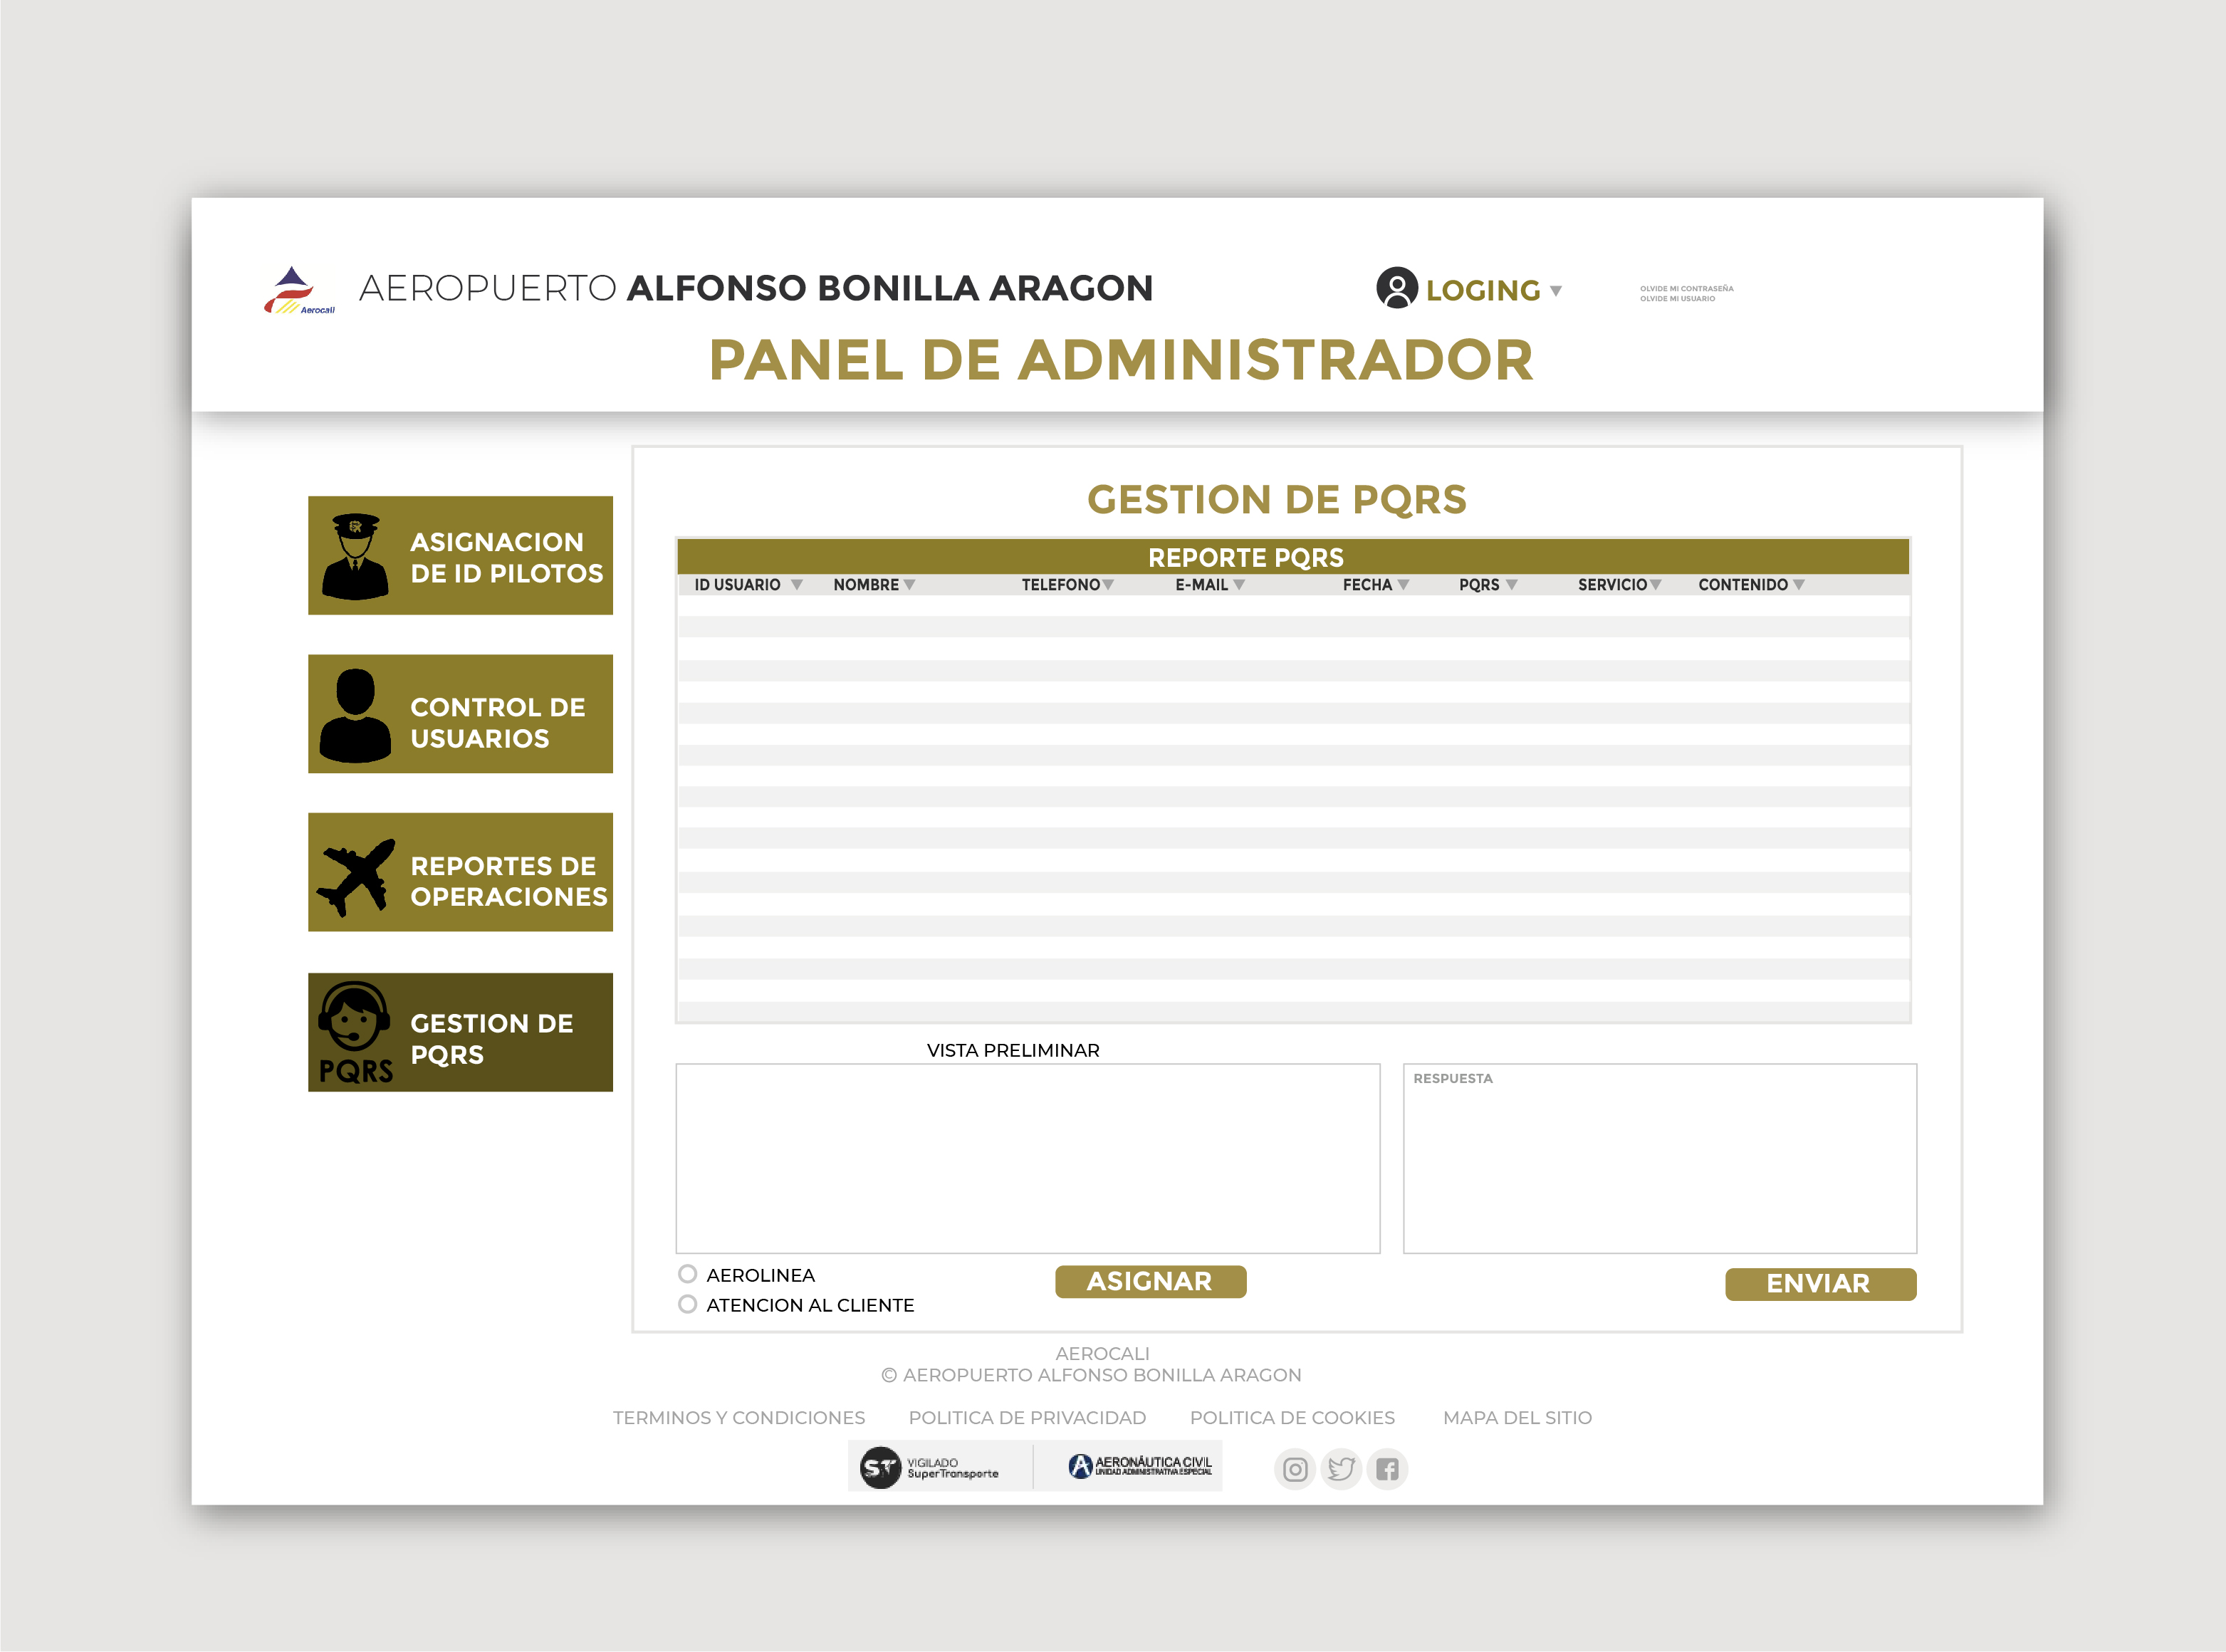 Aerocali
AEROPUERTO ALFONSO BONILLA ARAGON
LOGING
OLVIDE MI CONTRASEÑA
OLVIDE MI USUARIO
PANEL DE ADMINISTRADOR
ASIGNACION
DE ID PILOTOS
CONTROL DE
USUARIOS
REPORTES DE
OPERACIONES
PQRS
GESTION DE
PQRS
GESTION DE PQRS
REPORTE PQRS
ID USUARIO NOMBRE TELEFONO E-MAIL FECHA PQRS SERVICIO CONTENIDO
VISTA PRELIMINAR
RESPUESTA
AEROLINEA
ATENCION AL CLIENTE
ASIGNAR
ENVIAR
AEROCALI
© AEROPUERTO ALFONSO BONILLA ARAGON
TERMINOS Y CONDICIONES POLITICA DE PRIVACIDAD POLITICA DE COOKIES MAPA DEL SITIO
ST VIGILADO
SuperTransporte
AERONÁUTICA CIVIL
UNIDAD ADMINISTRATIVA ESPECIAL